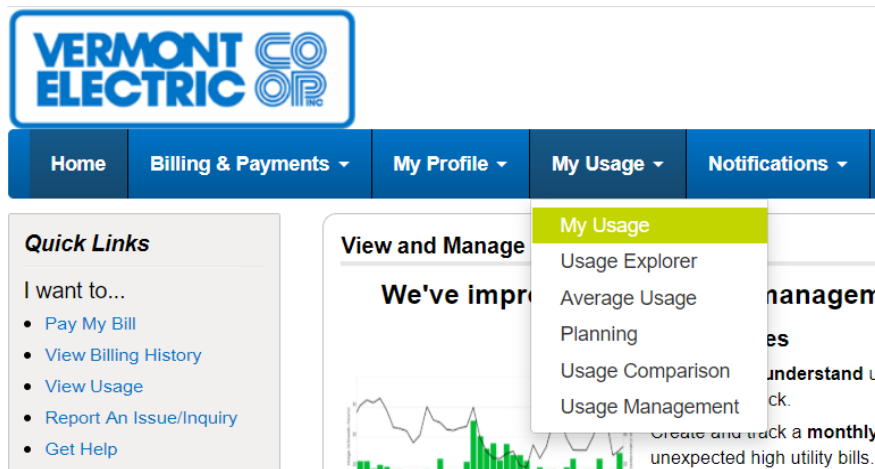 VERMONT
ELECTRIC
CO
OP INC
Home
Billing & Payments
My Profile
My Usage
Notifications
Quick Links
I want to...
Pay My Bill
View Billing History
View Usage
Report An Issue/Inquiry
Get Help
View and Manage
We've impr
My Usage
Usage Explorer
Average Usage
Planning
Usage Comparison
Usage Management
anagem
es
understand u
ck.
Create and track a monthly
unexpected high utility bills.